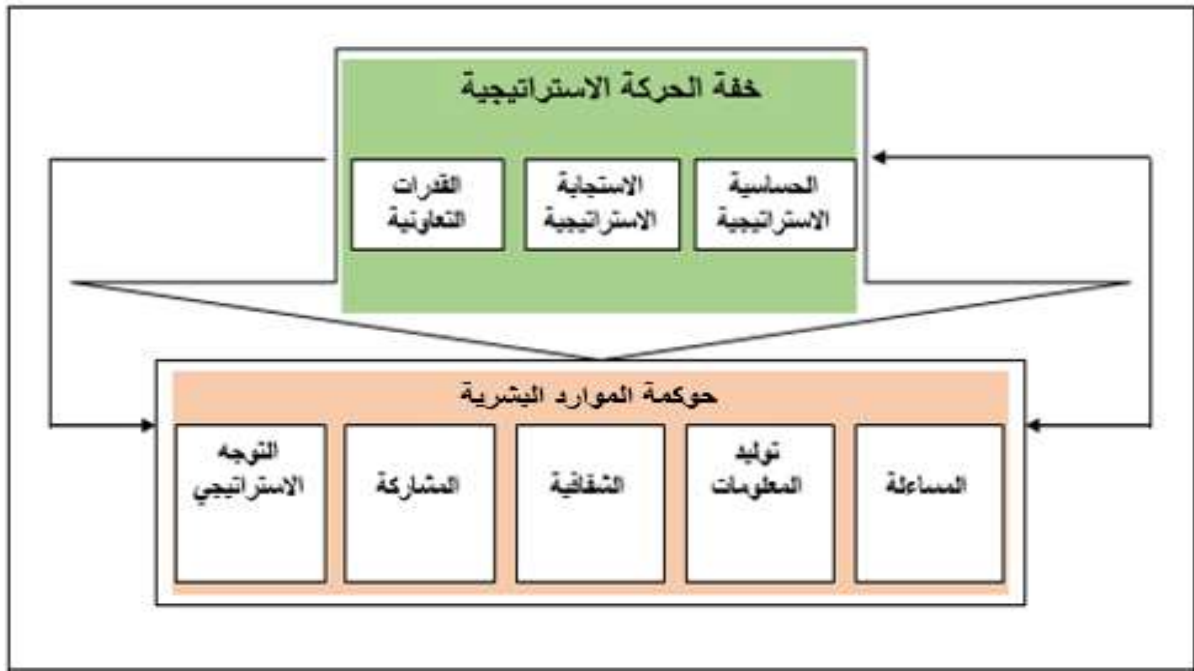 خفة الحركة الاستراتيجية
الحساسية
الاستراتيجية
الاستجابة
الاستراتيجية
القدرات
التعاونية
حوكمة الموارد البشرية
المساءلة
توليد
المعلومات
الشفافية
المشاركة
التوجه
الاستراتيجي